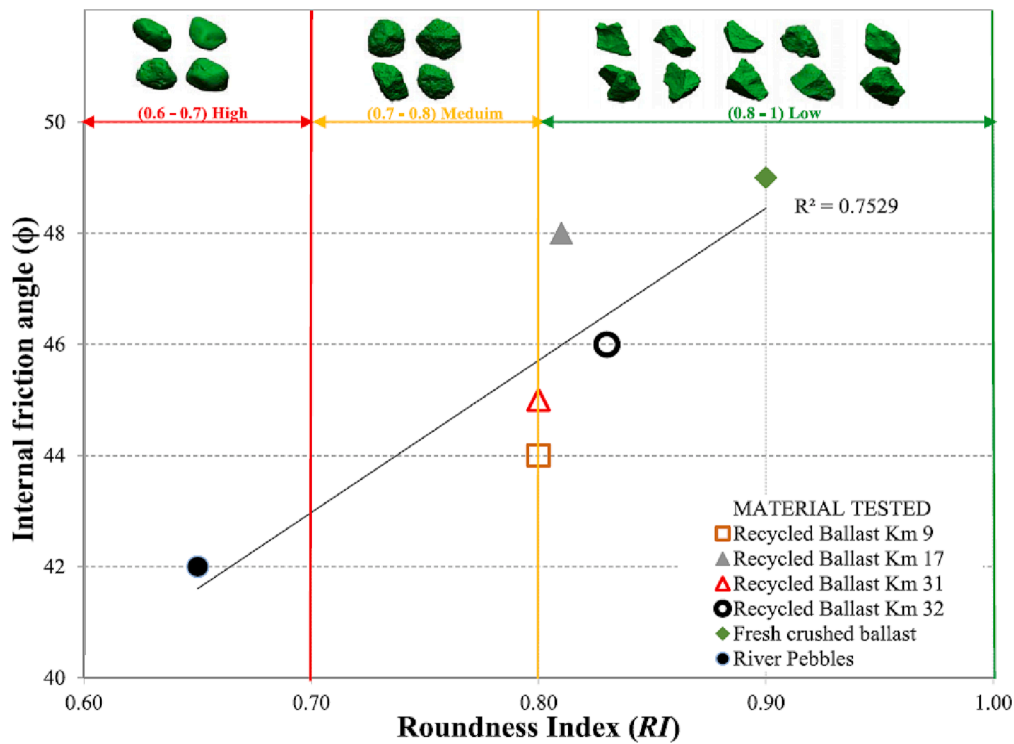 (0.6 - 0.7) High
(0.7 - 0.8) Meduim
(0.8 - 1) Low
50
48
46
44
42
40
Internal friction angle (ϕ)
R² = 0.7529
MATERIAL TESTED
Recycled Ballast Km 9
Recycled Ballast Km 17
Recycled Ballast Km 31
Recycled Ballast Km 32
Fresh crushed ballast
River Pebbles
0.60
0.70
0.80
0.90
1.00
Roundness Index (RI)